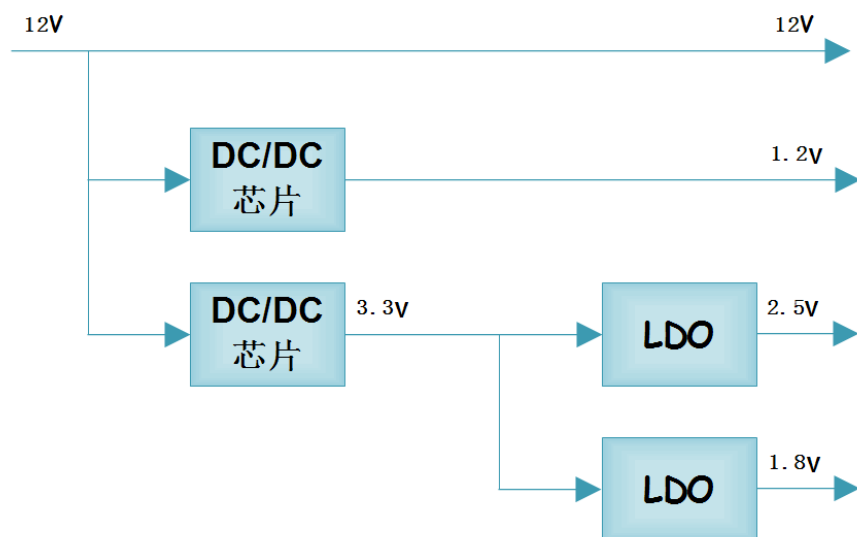 12V
12V
DC/DC
芯片
1.2V
DC/DC
芯片
3.3V
LDO
2.5V
LDO
1.8V